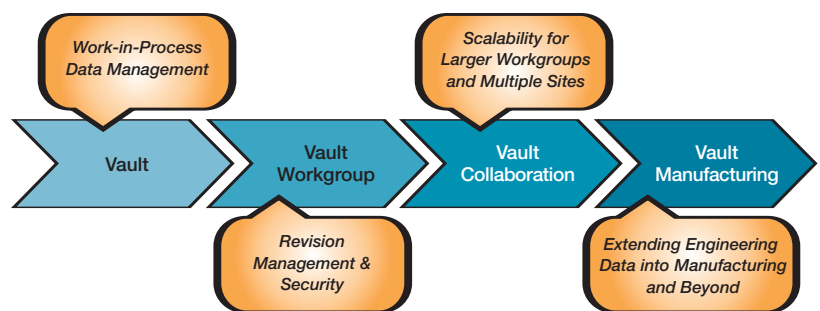 Work-in-Process
Data Management
Scalability for
Larger Workgroups
and Multiple Sites
Vault
Vault
Workgroup
Vault
Collaboration
Vault
Manufacturing
Revision
Management &
Security
Extending Engineering
Data into Manufacturing
and Beyond